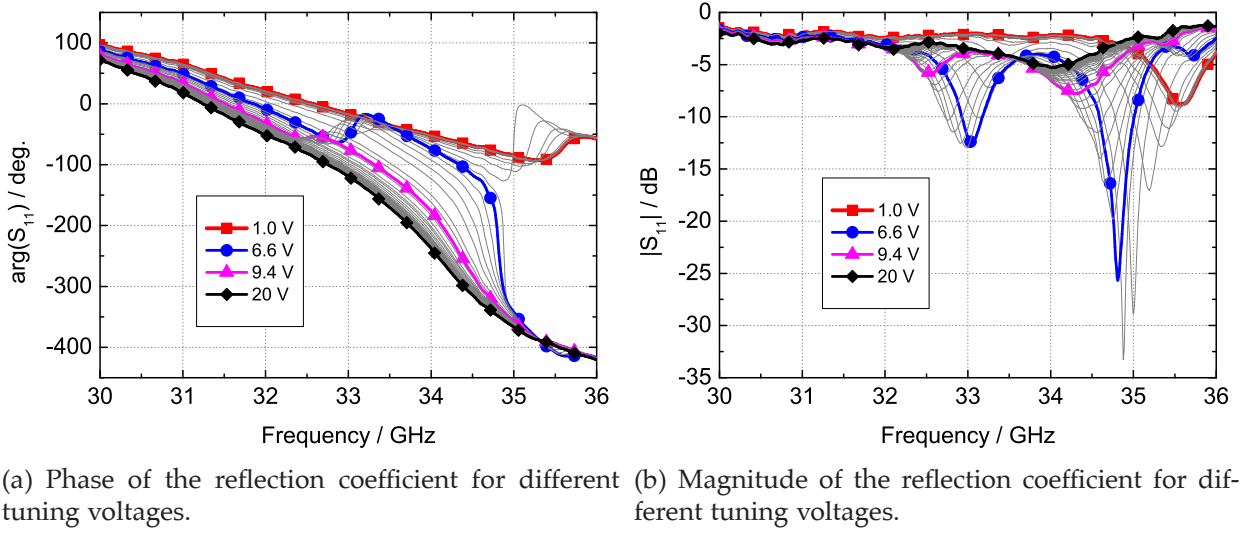 100
0
-100
-200
-300
-400
30 31 32 33 34 35 36
arg(S11) / deg.
Frequency / GHz
1.0 V
6.6 V
9.4 V
20 V
0
-5
-10
-15
-20
-25
-30
-35
30 31 32 33 34 35 36
|S11| / dB
Frequency / GHz
1.0 V
6.6 V
9.4 V
20 V
(a) Phase of the reflection coefficient for different
tuning voltages.
(b) Magnitude of the reflection coefficient for dif-
ferent tuning voltages.